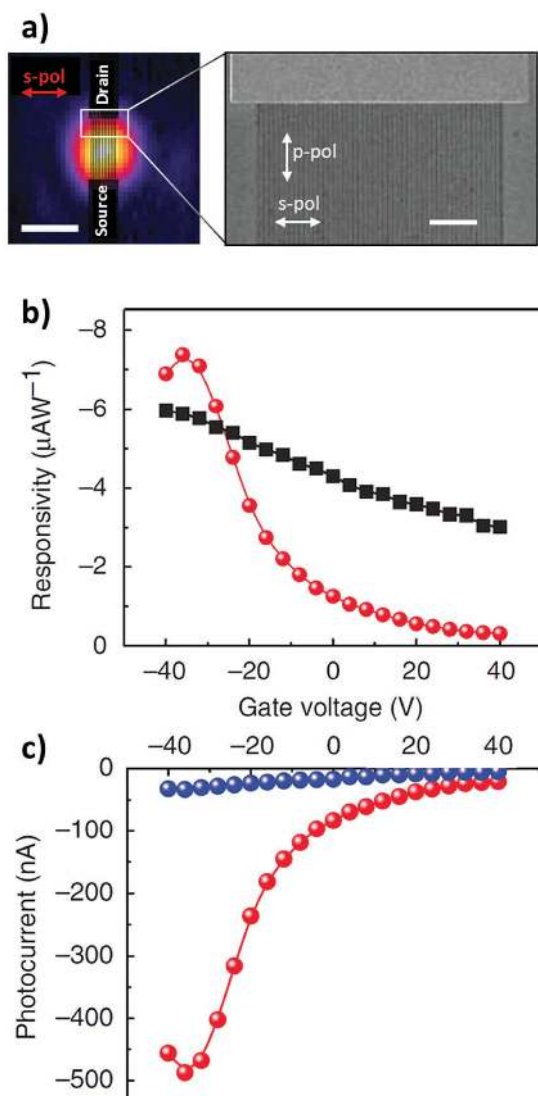 a)
s-pol
Drain
Source
p-pol
s-pol
b)
Responsivity (μAW⁻¹)
−8
−6
−4
−2
0
−40 −20 0 20 40
Gate voltage (V)
c)
−40 −20 0 20 40
Photocurrent (nA)
0
−100
−200
−300
−400
−500